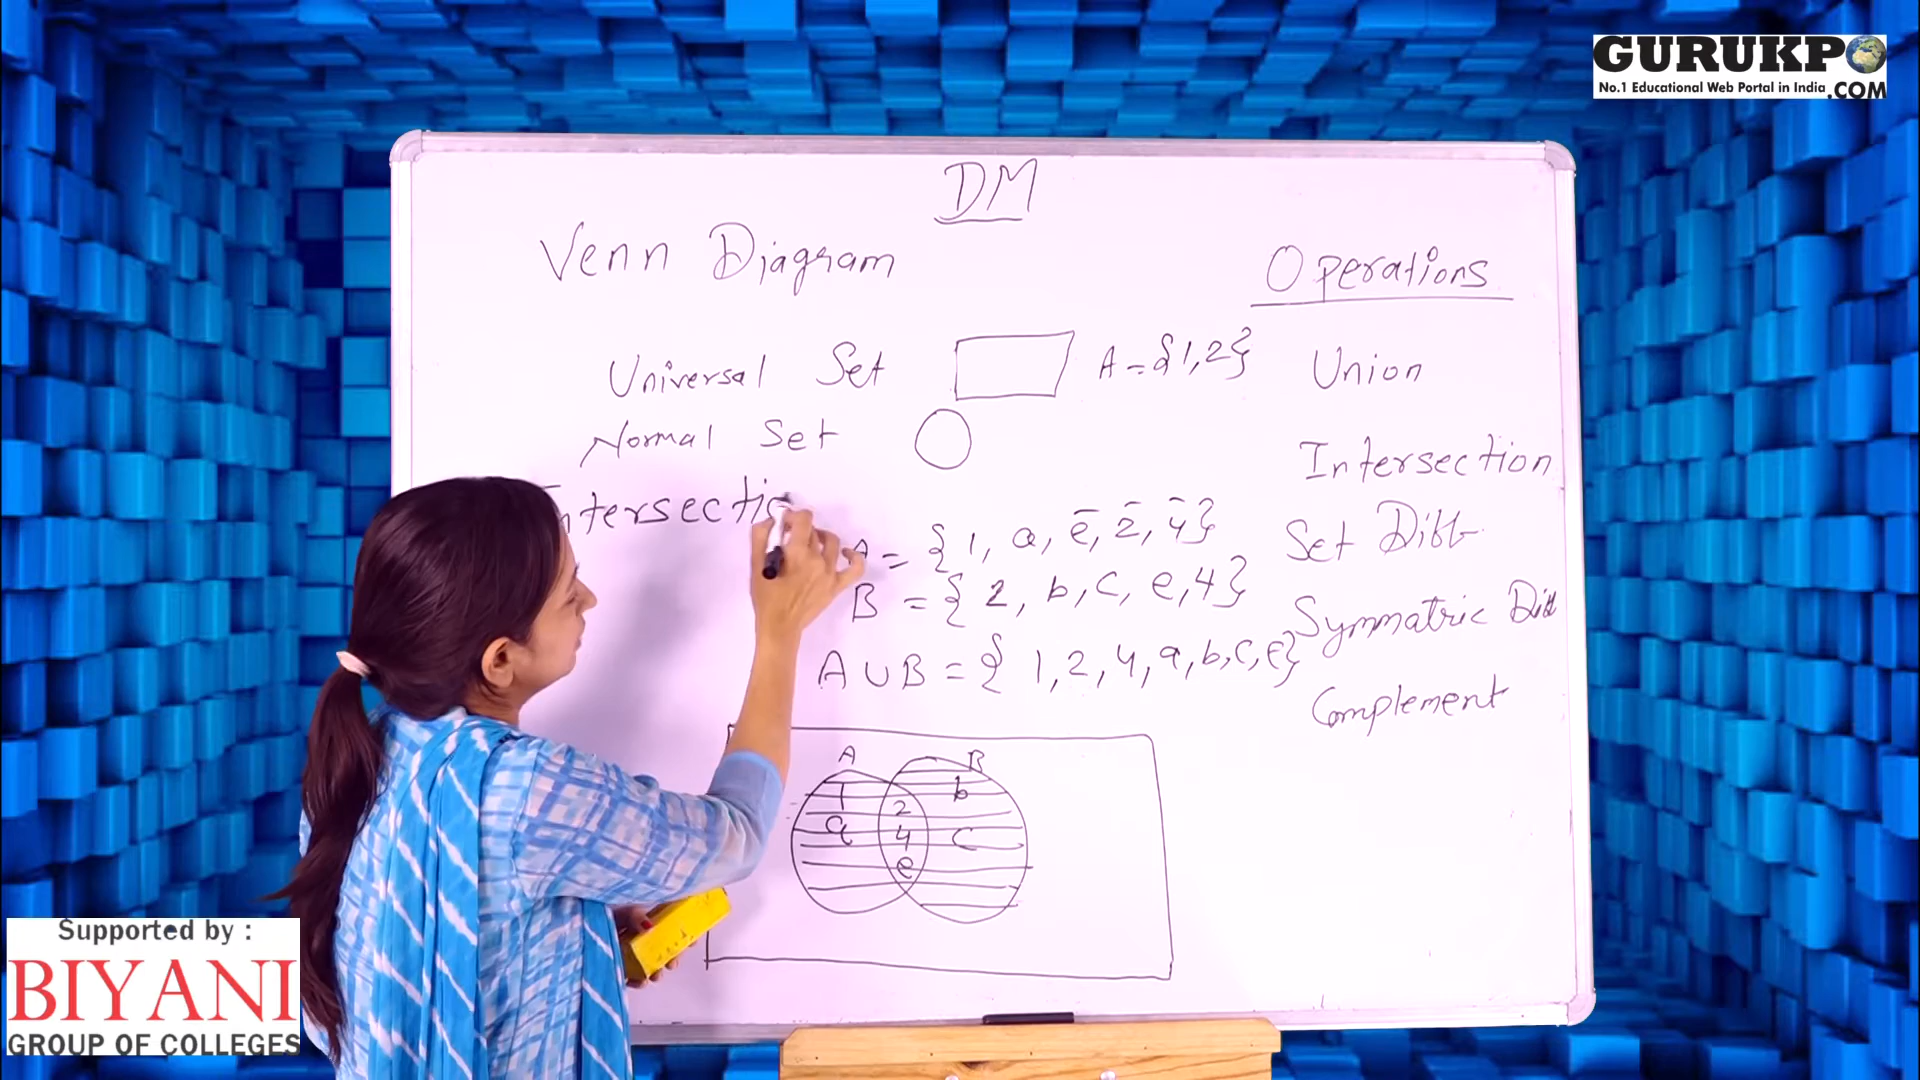 GURUKPO
No.1 Educational Web Portal in India .COM
DM
Venn Diagram
Operations
Universal Set A = {1,2}
Union
Normal Set
Intersection
Intersectio
A = {1, a, e, 2, 4}
Set Diff
B = {2, b, c, e, 4}
Symmatric Diff
A ∪ B = {1, 2, 4, a, b, c, e}
Complement
A B
1 2 b
a 4 C
e
Supported by :
BIYANI
GROUP OF COLLEGES